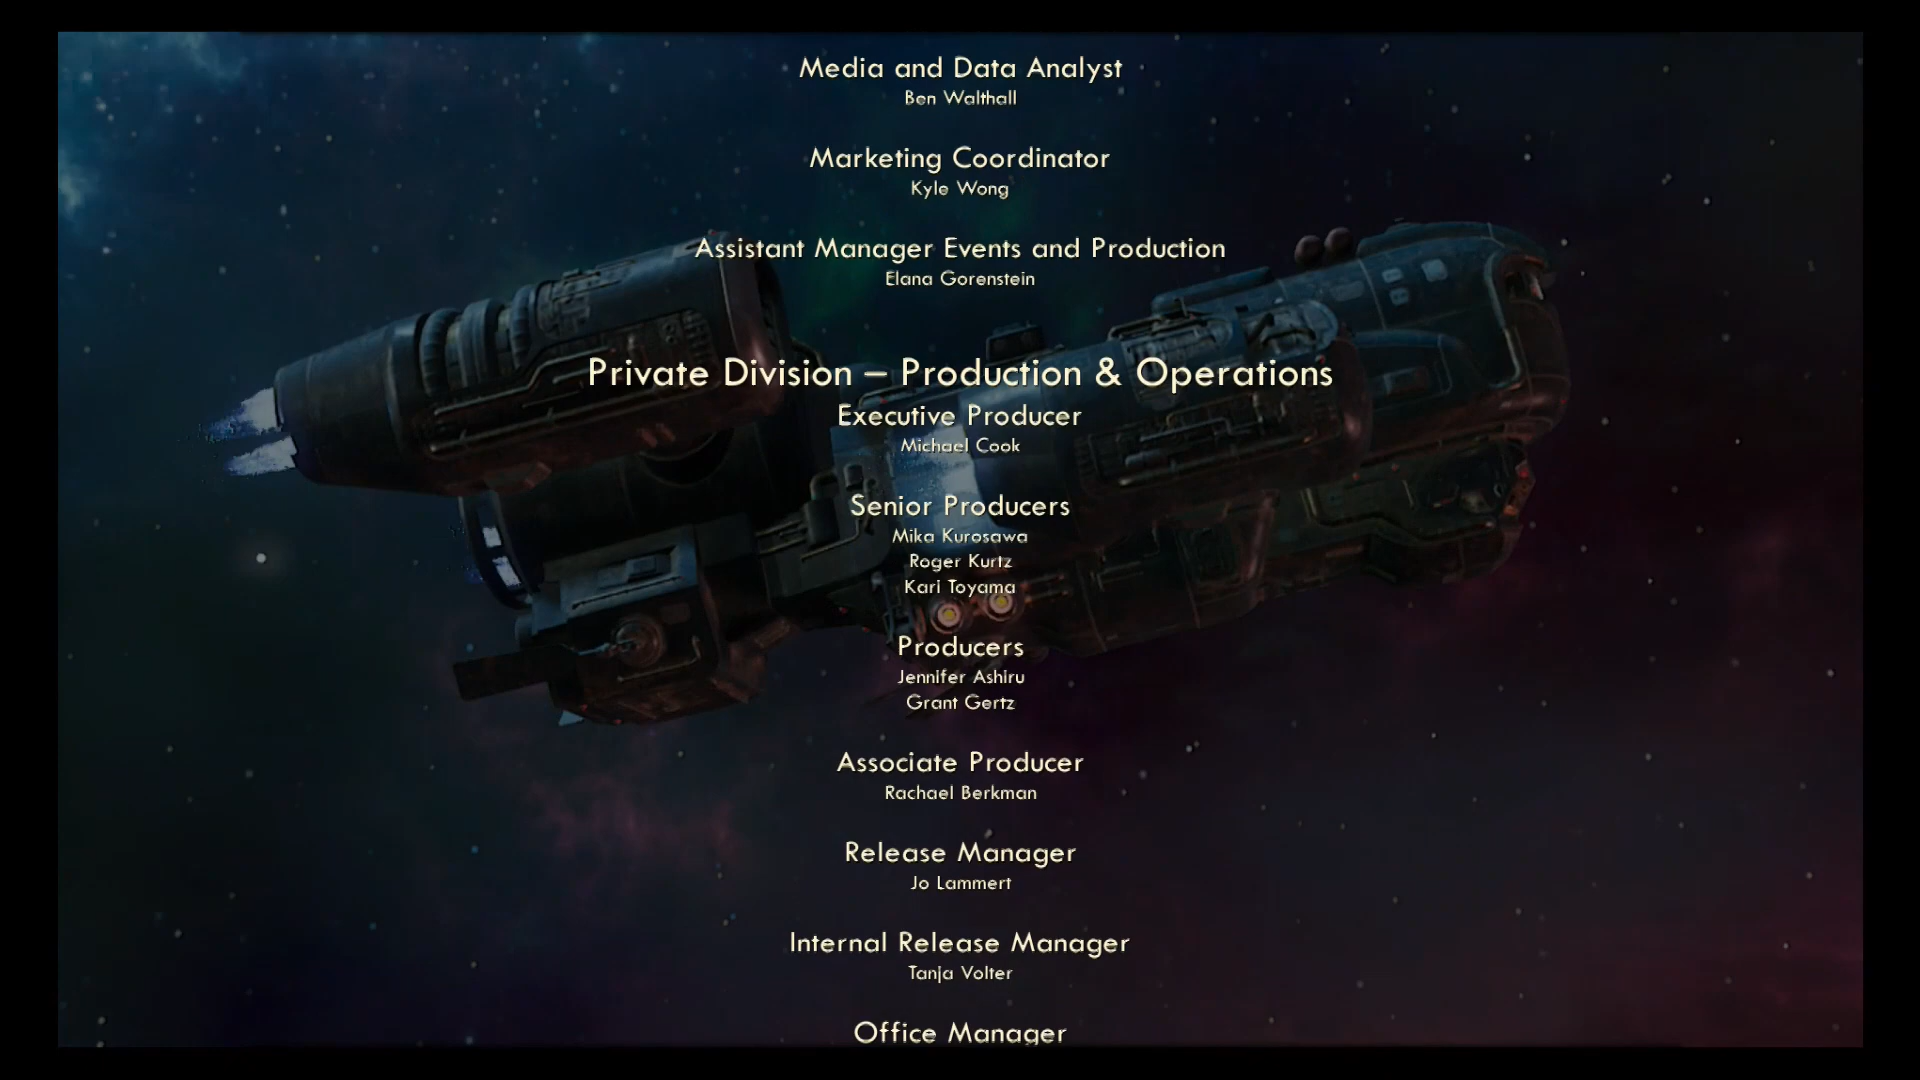 Media and Data Analyst
Ben Walthall
Marketing Coordinator
Kyle Wong
Assistant Manager Events and Production
Elana Gorenstein
Private Division – Production & Operations
Executive Producer
Michael Cook
Senior Producers
Mika Kurosawa
Roger Kurtz
Kari Toyama
Producers
Jennifer Ashiru
Grant Gertz
Associate Producer
Rachael Berkman
Release Manager
Jo Lammert
Internal Release Manager
Tanja Volter
Office Manager